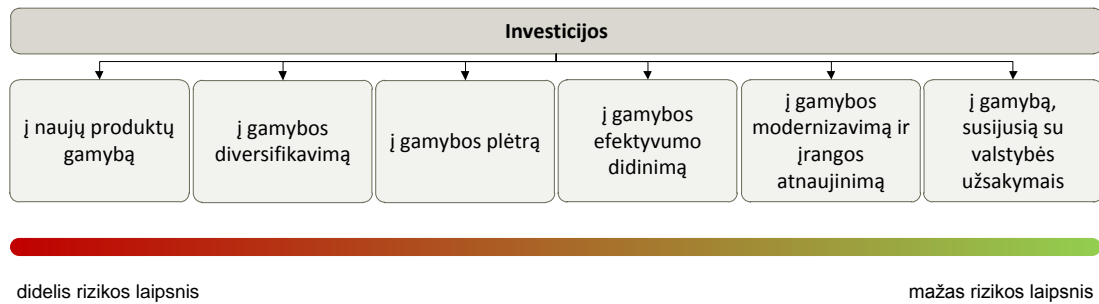 Investicijos
į naujų produktų
gamybą
į gamybos
diversifikavimą
į gamybos plėtrą
į gamybos
efektyvumo
didinimą
į gamybos
modernizavimą ir
įrangos
atnaujinimą
į gamybą,
susijusią su
valstybės
užsakymais
didelis rizikos laipsnis
mažas rizikos laipsnis